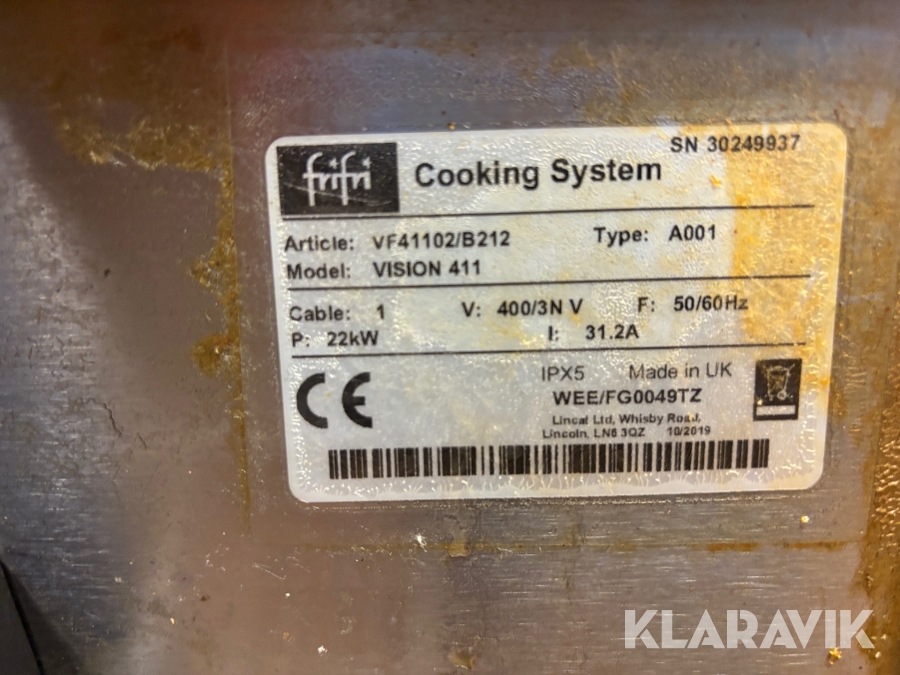 SN 30249937
frifri Cooking System
Article: VF41102/B212 Type: A001
Model: VISION 411
Cable: 1 V: 400/3N V F: 50/60Hz
P: 22kW I: 31.2A
CE IPX5 Made in UK
WEE/FG0049TZ
Lincat Ltd, Whisby Road,
Lincoln, LN6 3QZ 10/2019
KLARAVIK